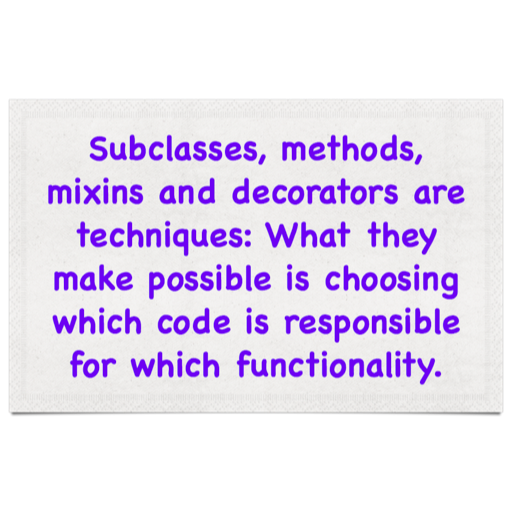 Subclasses, methods,
mixins and decorators are
techniques: What they
make possible is choosing
which code is responsible
for which functionality.